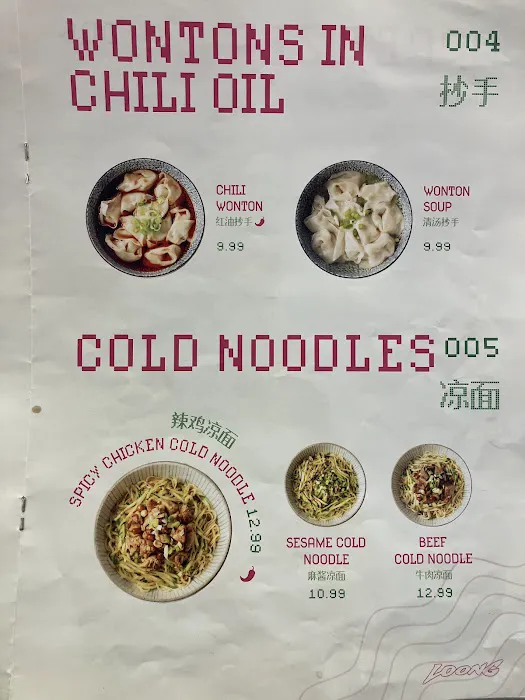 WONTONS IN
CHILI OIL
004
抄手
CHILI
WONTON
红油抄手
9.99
WONTON
SOUP
清汤抄手
9.99
COLD NOODLES
005
凉面
辣鸡凉面
SPICY CHICKEN COLD NOODLE 12.99
SESAME COLD
NOODLE
麻酱凉面
10.99
BEEF
COLD NOODLE
牛肉凉面
12.99
LOONG